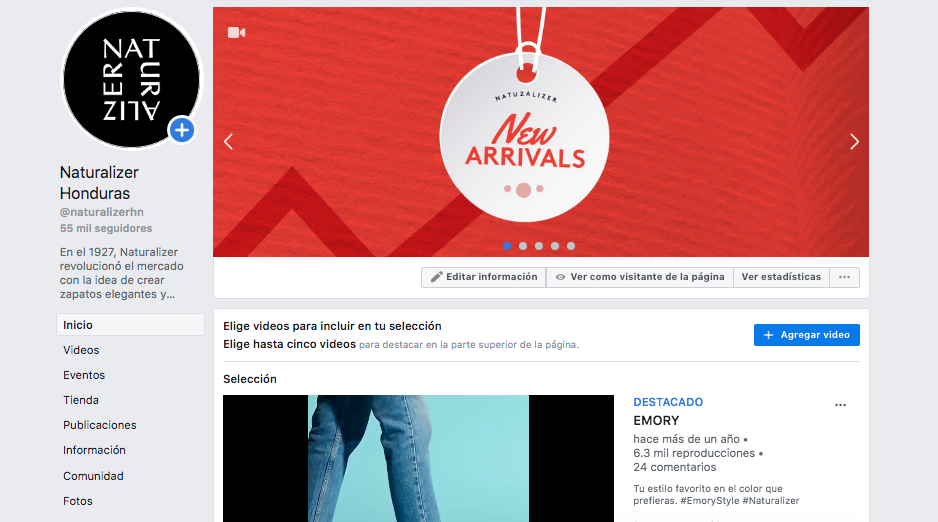 NAT
UR
ALIZ
ER
NATUZALIZER
New
ARRIVALS
Naturalizer
Honduras
@naturalizerhn
55 mil seguidores
En el 1927, Naturalizer
revolucionó el mercado
con la idea de crear
zapatos elegantes y...
Inicio
Videos
Eventos
Tienda
Publicaciones
Información
Comunidad
Fotos
Editar información
Ver como visitante de la página
Ver estadísticas
Elige videos para incluir en tu selección
Elige hasta cinco videos para destacar en la parte superior de la página.
+ Agregar video
Selección
DESTACADO
EMORY
hace más de un año •
6.3 mil reproducciones •
24 comentarios
Tu estilo favorito en el color que
prefieras. #EmoryStyle #Naturalizer